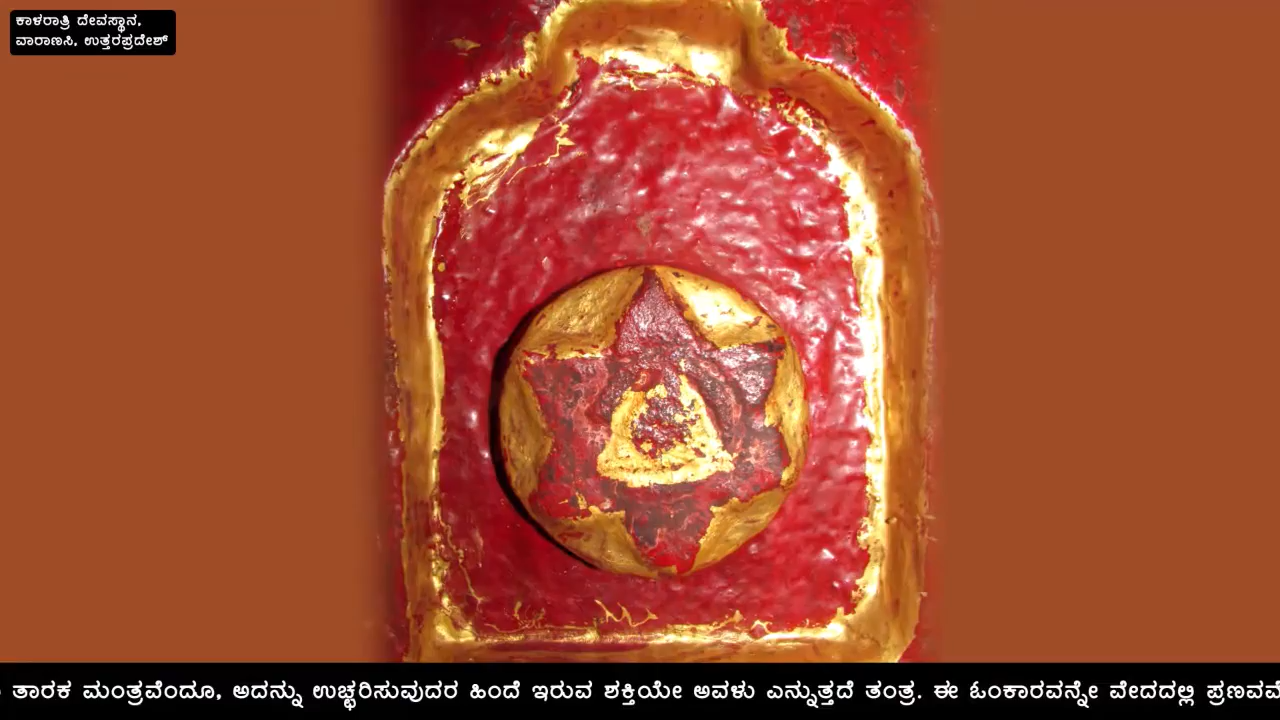 ಕಾಳರಾತ್ರಿ ದೇವಸ್ಥಾನ,
ವಾರಾಣಸಿ, ಉತ್ತರಪ್ರದೇಶ್
ತಾರಕ ಮಂತ್ರವೆಂದೂ, ಅದನ್ನು ಉಚ್ಛರಿಸುವುದರ ಹಿಂದೆ ಇರುವ ಶಕ್ತಿಯೇ ಅವಳು ಎನ್ನುತ್ತದೆ ತಂತ್ರ. ಈ ಓಂಕಾರವನ್ನೇ ವೇದದಲ್ಲಿ